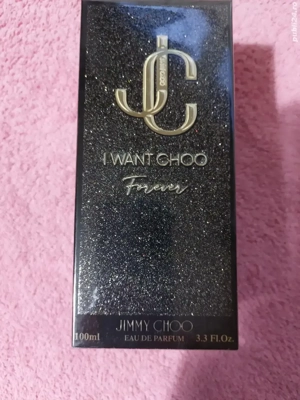 JC
I WANT CHOO
Forever
JIMMY CHOO
100ml EAU DE PARFUM 3.3 Fl.Oz.